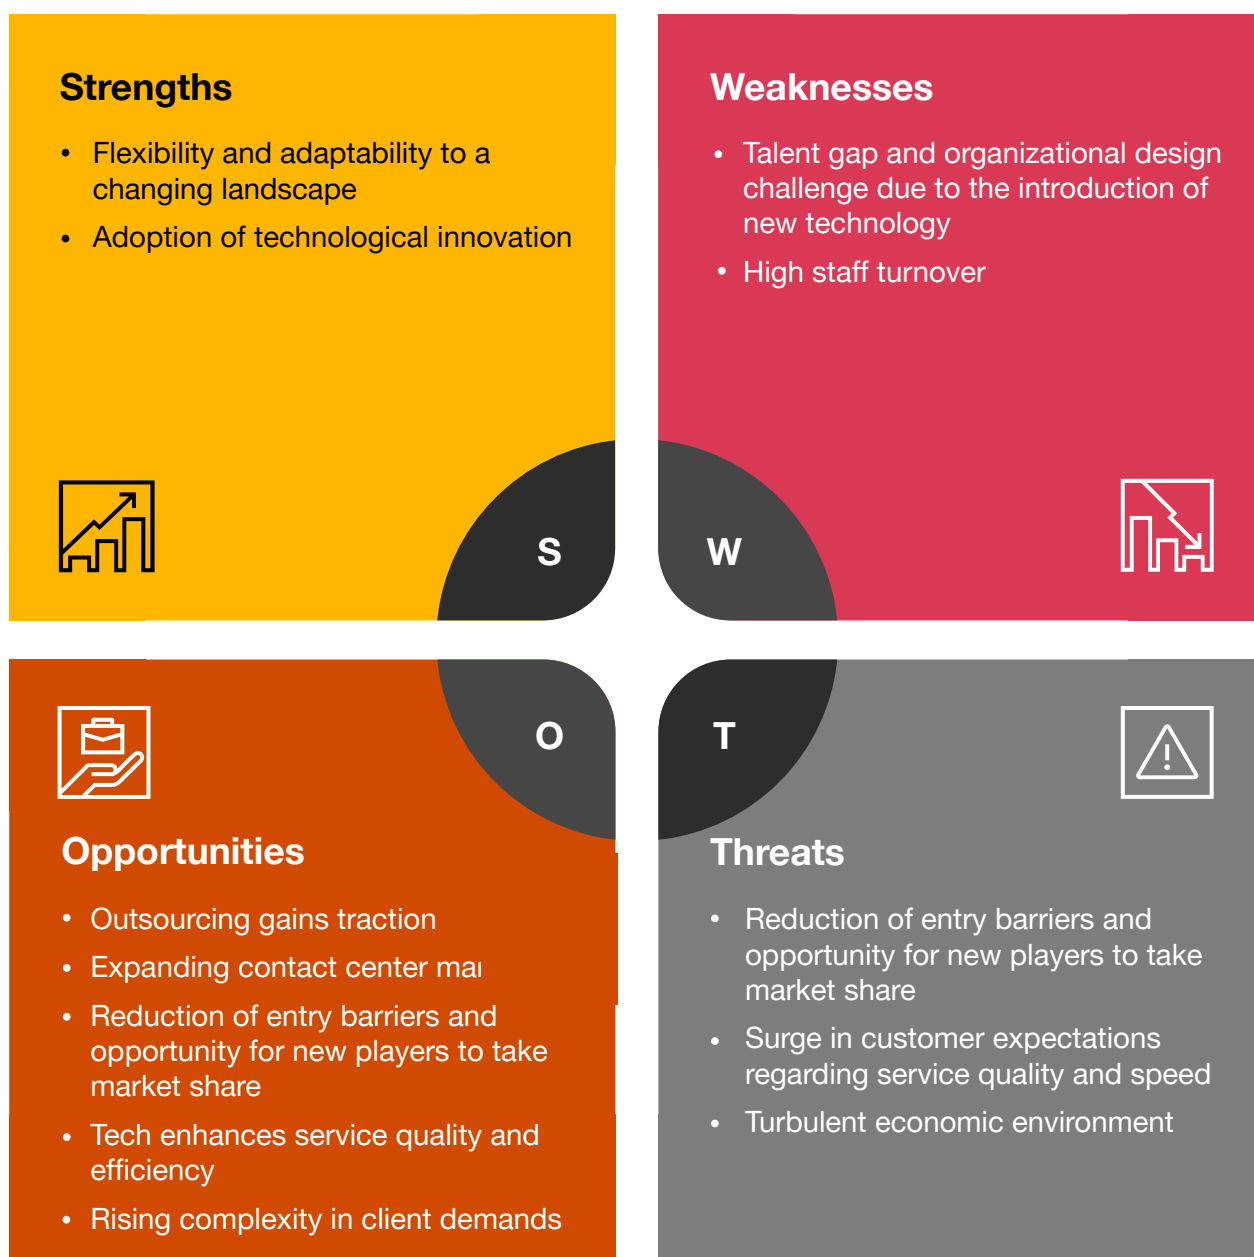 Strengths
• Flexibility and adaptability to a
changing landscape
• Adoption of technological innovation
S
Weaknesses
• Talent gap and organizational design
challenge due to the introduction of
new technology
• High staff turnover
W
O
Opportunities
• Outsourcing gains traction
• Expanding contact center
• Reduction of entry barriers and
opportunity for new players to take
market share
• Tech enhances service quality and
efficiency
• Rising complexity in client demands
T
Threats
• Reduction of entry barriers and
opportunity for new players to take
market share
• Surge in customer expectations
regarding service quality and speed
• Turbulent economic environment